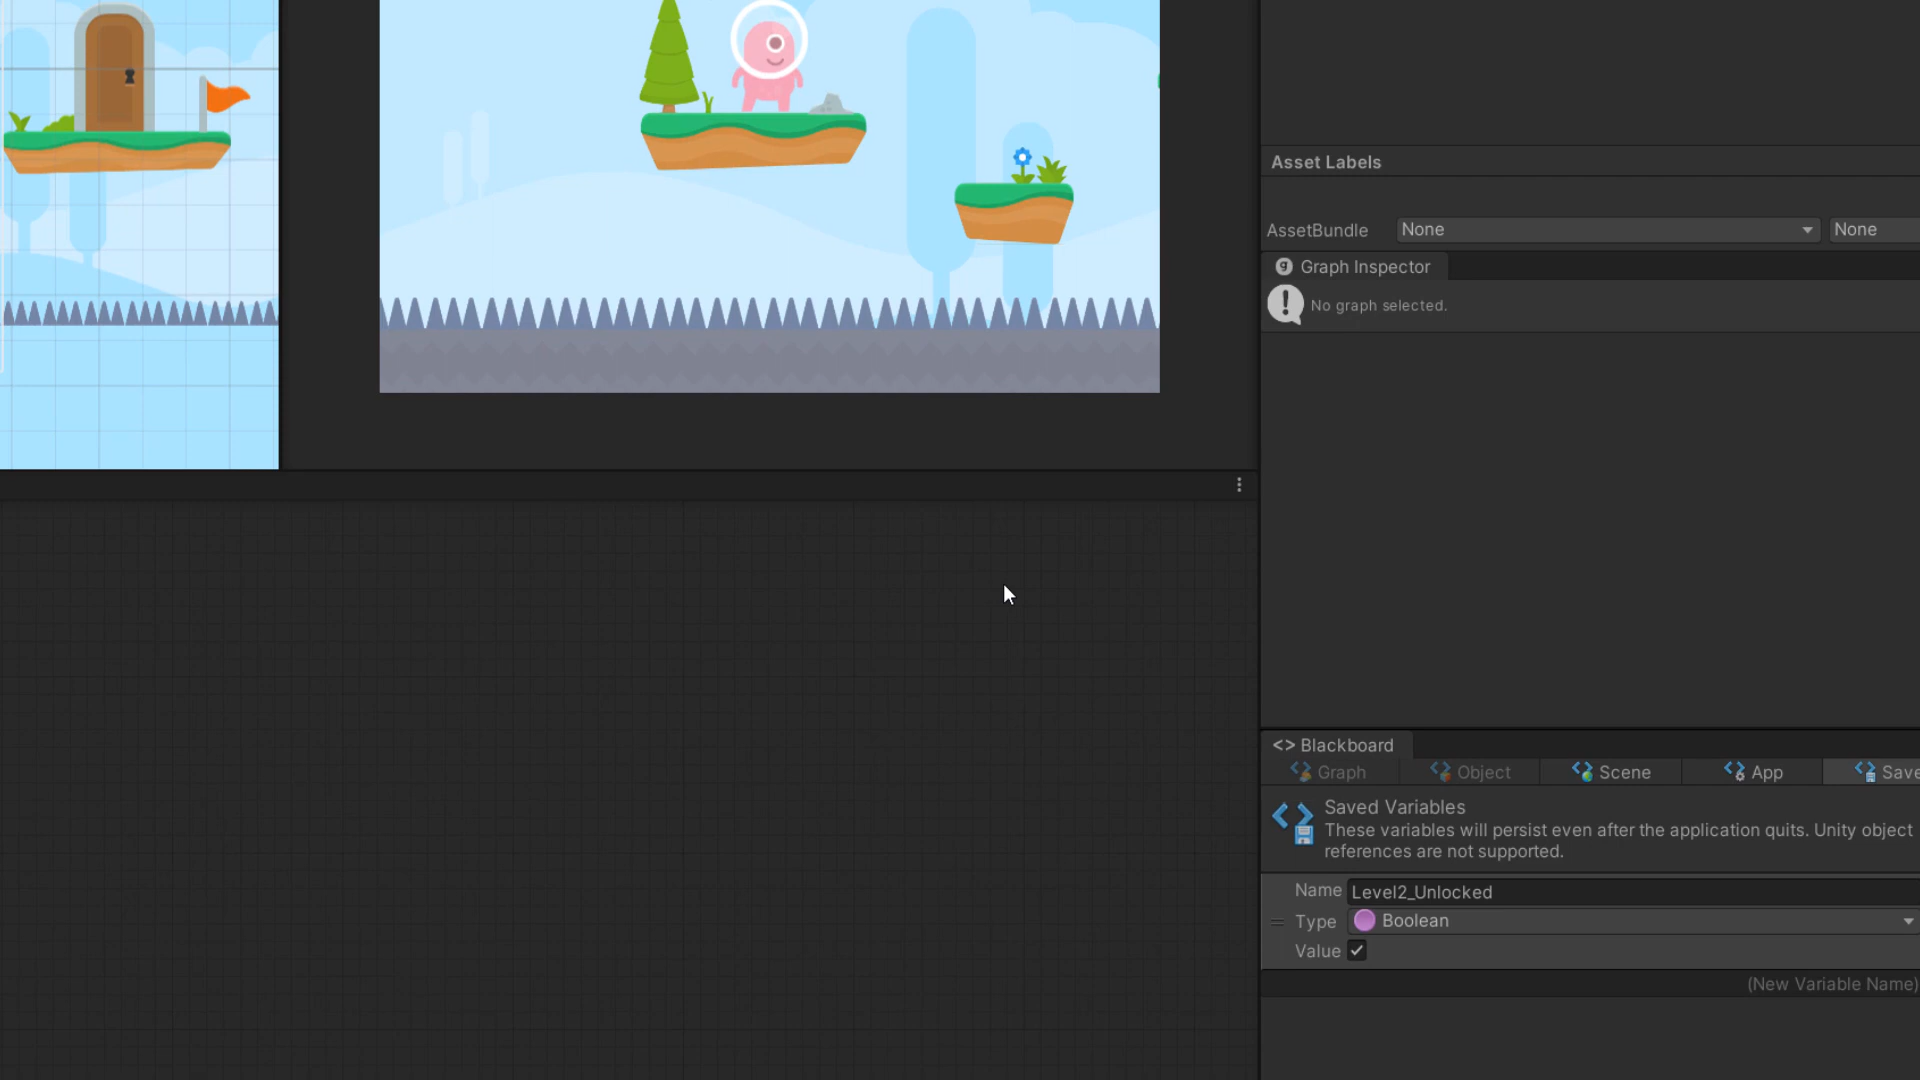 Asset Labels
AssetBundle None None
Graph Inspector
No graph selected.
<> Blackboard
Graph Object Scene App Save
Saved Variables
These variables will persist even after the application quits. Unity object
references are not supported.
Name Level2_Unlocked
Type Boolean
Value
(New Variable Name)